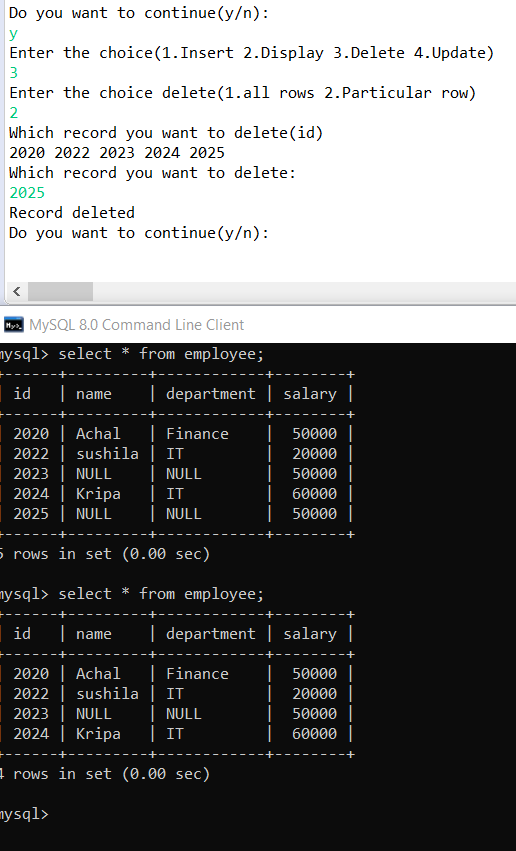 Do you want to continue(y/n):
y
Enter the choice(1.Insert 2.Display 3.Delete 4.Update)
3
Enter the choice delete(1.all rows 2.Particular row)
2
Which record you want to delete(id)
2020 2022 2023 2024 2025
Which record you want to delete:
2025
Record deleted
Do you want to continue(y/n):
MySQL 8.0 Command Line Client
mysql> select * from employee;
+------+---------+------------+--------+
| id   | name    | department | salary |
+------+---------+------------+--------+
| 2020 | Achal   | Finance    |  50000 |
| 2022 | sushila | IT         |  20000 |
| 2023 | NULL    | NULL       |  50000 |
| 2024 | Kripa   | IT         |  60000 |
| 2025 | NULL    | NULL       |  50000 |
+------+---------+------------+--------+
5 rows in set (0.00 sec)
mysql> select * from employee;
+------+---------+------------+--------+
| id   | name    | department | salary |
+------+---------+------------+--------+
| 2020 | Achal   | Finance    |  50000 |
| 2022 | sushila | IT         |  20000 |
| 2023 | NULL    | NULL       |  50000 |
| 2024 | Kripa   | IT         |  60000 |
+------+---------+------------+--------+
4 rows in set (0.00 sec)
mysql>